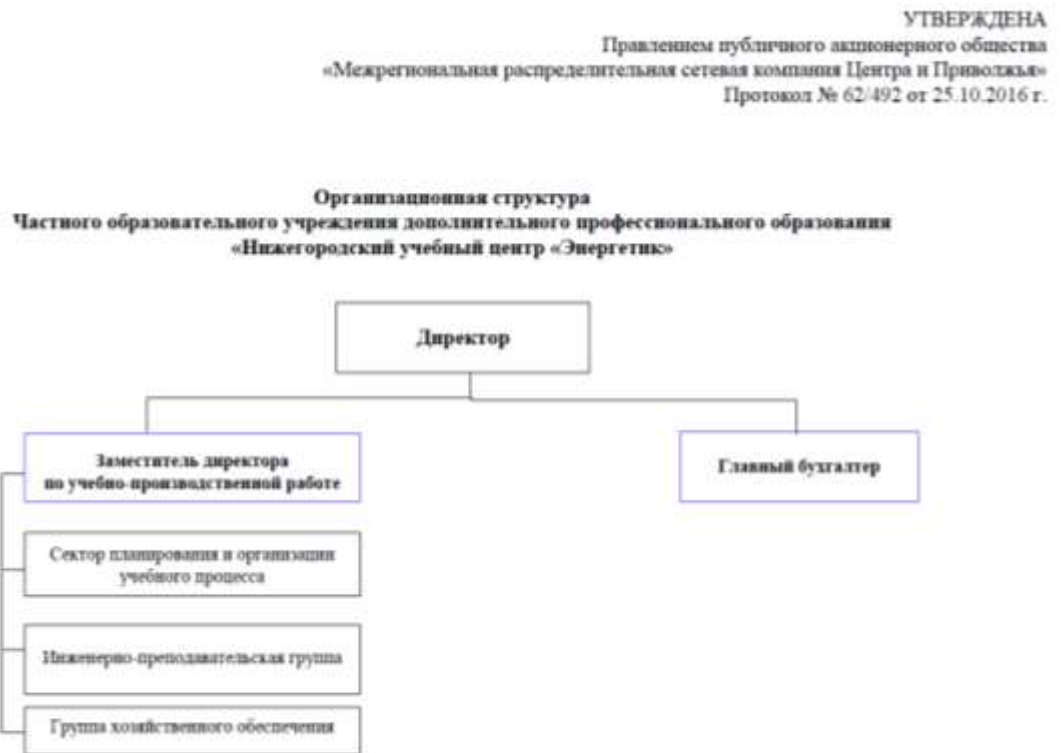 УТВЕРЖДЕНА
Правлением публичного акционерного общества
«Межрегиональная распределительная сетевая компания Центра и Приволжья»
Протокол № 62/492 от 25.10.2016 г.
Организационная структура
Частного образовательного учреждения дополнительного профессионального образования
«Нижегородский учебный центр «Энергетик»
Директор
Заместитель директора
по учебно-производственной работе
Главный бухгалтер
Сектор планирования и организации
учебного процесса
Инженерно-преподавательская группа
Группа хозяйственного обеспечения